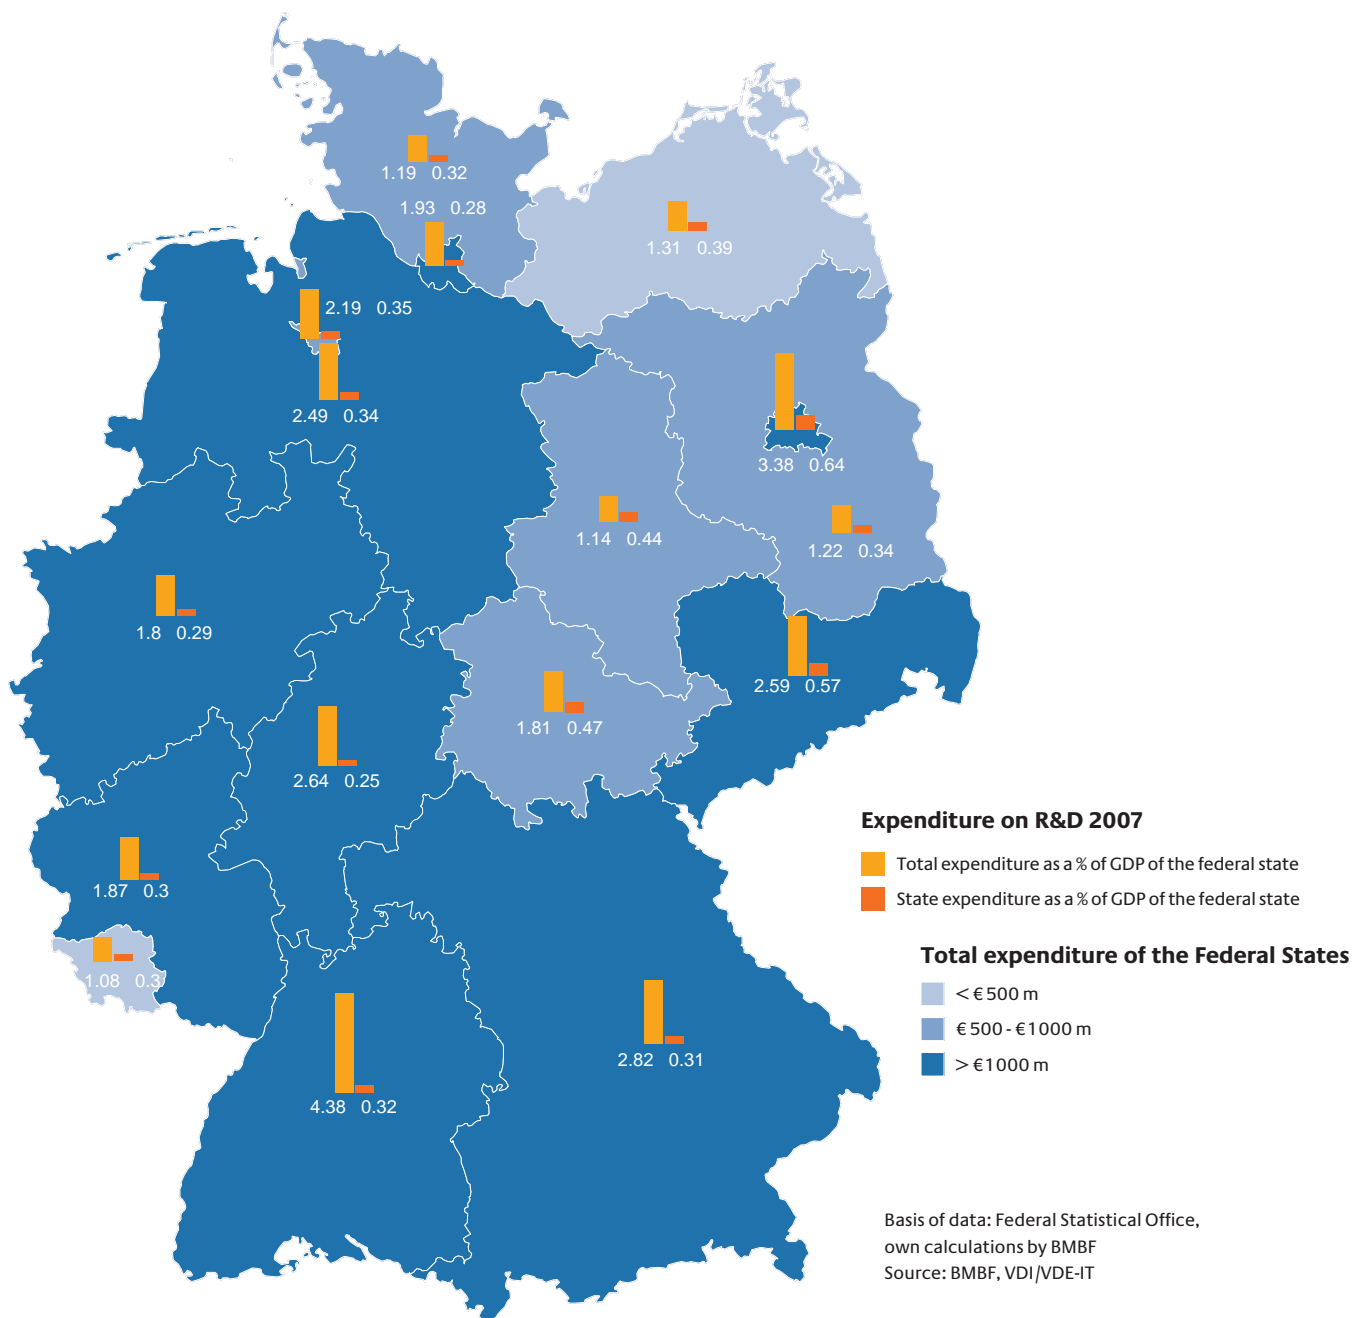 1.19 0.32
1.93 0.28
1.31 0.39
2.19 0.35
2.49 0.34
3.38 0.64
1.14 0.44
1.22 0.34
1.8 0.29
2.59 0.57
1.81 0.47
2.64 0.25
1.87 0.3
1.08 0.3
2.82 0.31
4.38 0.32
Expenditure on R&D 2007
Total expenditure as a % of GDP of the federal state
State expenditure as a % of GDP of the federal state
Total expenditure of the Federal States
< € 500 m
€ 500 - € 1000 m
> € 1000 m
Basis of data: Federal Statistical Office,
own calculations by BMBF
Source: BMBF, VDI/VDE-IT